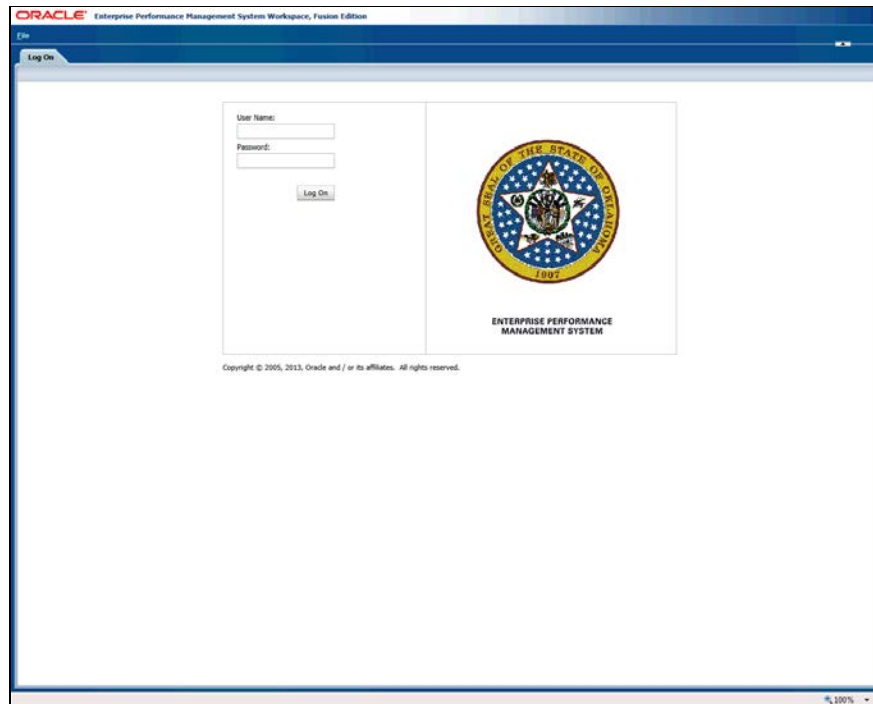 ORACLE® Enterprise Performance Management System Workspace, Fusion Edition
File
Log On
User Name:
Password:
Log On
GREAT SEAL OF THE STATE OF OKLAHOMA
1907
ENTERPRISE PERFORMANCE
MANAGEMENT SYSTEM
Copyright © 2005, 2013, Oracle and / or its affiliates. All rights reserved.
100%